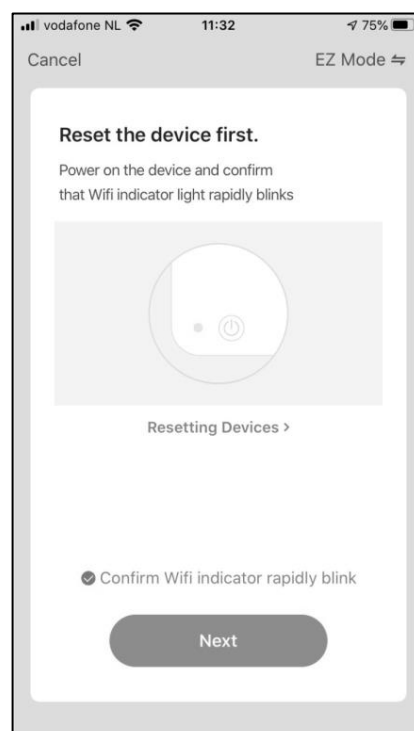 vodafone NL 11:32 75%
Cancel EZ Mode
Reset the device first.
Power on the device and confirm
that Wifi indicator light rapidly blinks
Resetting Devices >
Confirm Wifi indicator rapidly blink
Next